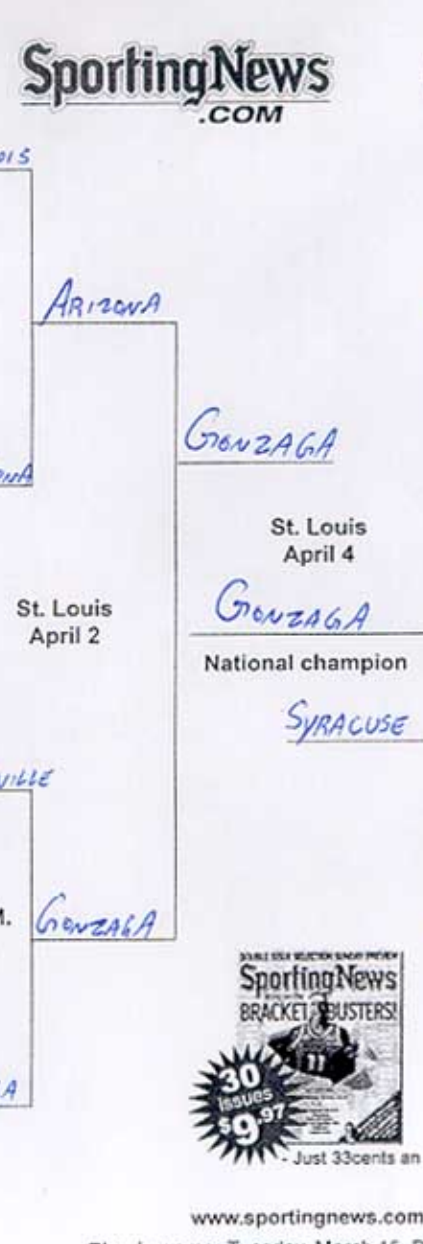 SportingNews
.COM
ARIZONA
GONZAGA
St. Louis
April 4
St. Louis
April 2
GONZAGA
National champion
SYRACUSE
GONZAGA
SportingNews
BRACKET BUSTERS!
11
30
issues
$9.97
- Just 33cents an
www.sportingnews.com